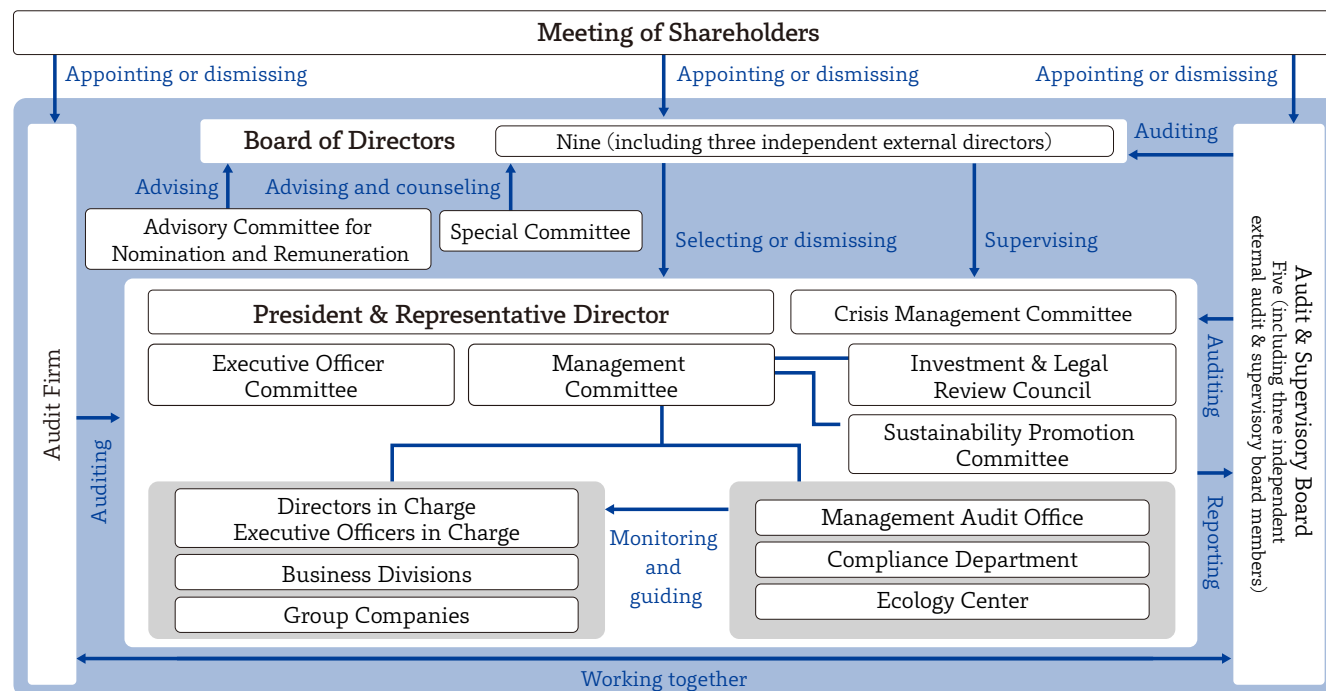 Meeting of Shareholders
Appointing or dismissing
Appointing or dismissing
Appointing or dismissing
Board of Directors
Nine (including three independent external directors)
Auditing
Advising
Advising and counseling
Advisory Committee for
Nomination and Remuneration
Special Committee
Selecting or dismissing
Supervising
President & Representative Director
Crisis Management Committee
Executive Officer
Committee
Management
Committee
Investment & Legal
Review Council
Sustainability Promotion
Committee
Audit Firm
Auditing
Directors in Charge
Executive Officers in Charge
Business Divisions
Group Companies
Monitoring
and
guiding
Management Audit Office
Compliance Department
Ecology Center
Auditing
Reporting
Audit & Supervisory Board
Five (including three independent
external audit & supervisory board members)
Working together